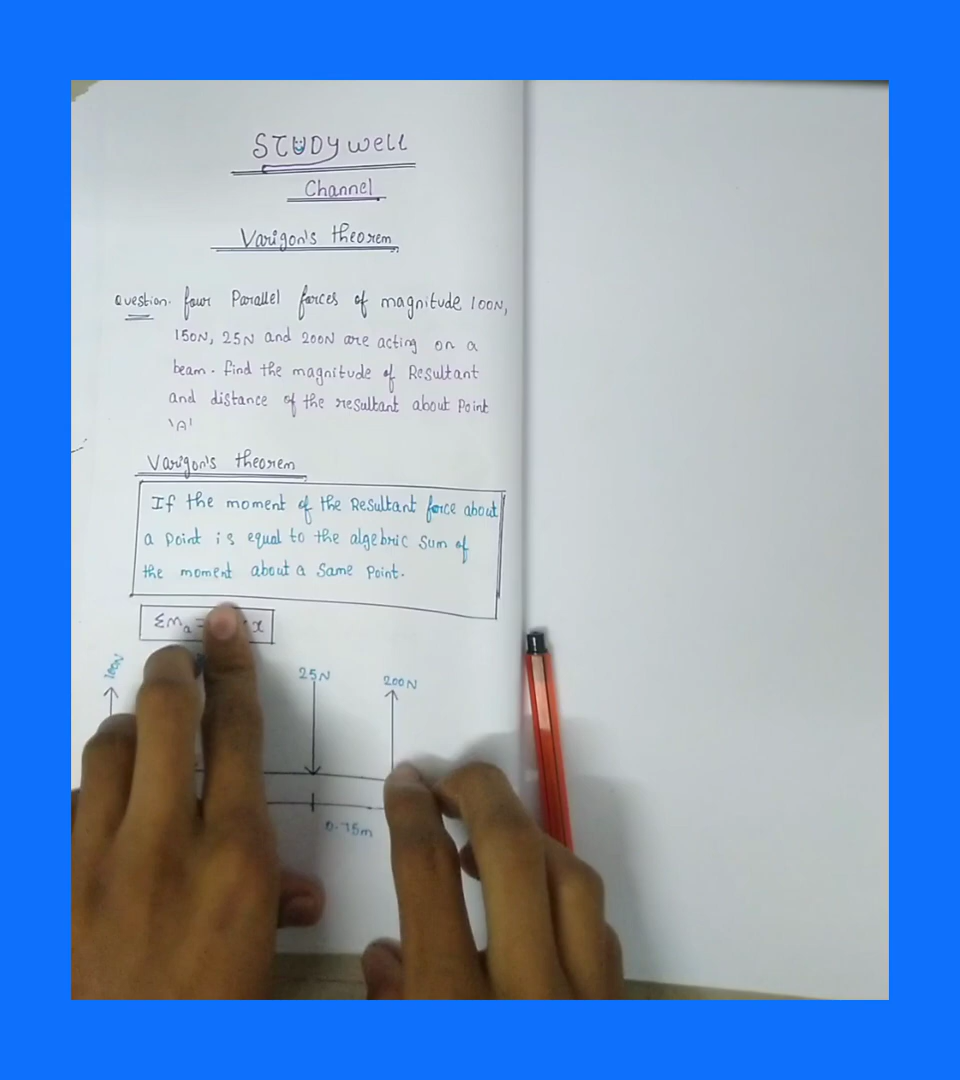 STUDY well
Channel
Varigon's theorem
Question. four Parallel forces of magnitude 100N,
150N, 25N and 200N are acting on a
beam. find the magnitude of Resultant
and distance of the resultant about Point
'A'
Varigon's theorem
If the moment of the Resultant force about
a point is equal to the algebric sum of
the moment about a same point.
ΣMa = x
100N
25N
200N
0.75m